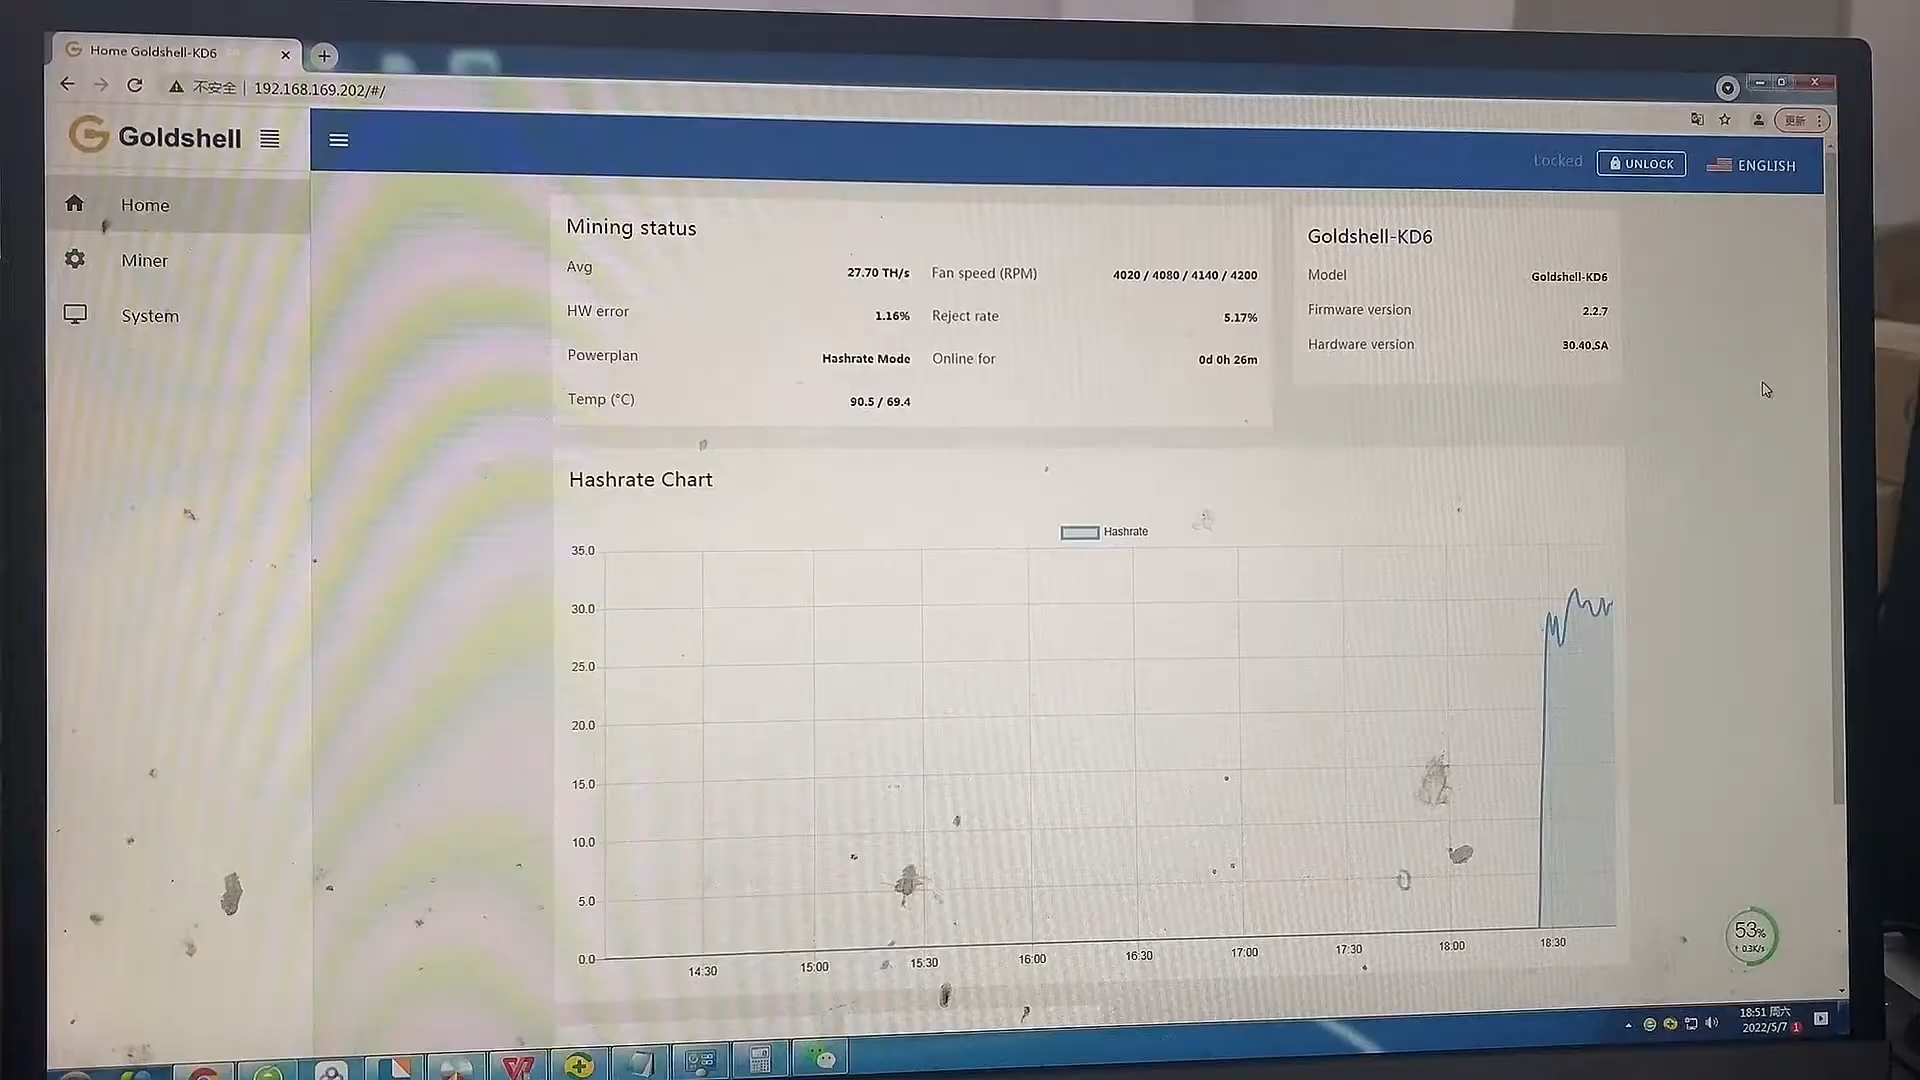 Home Goldshell-KD6
不安全 192.168.169.202/#/
更新
Goldshell
Locked UNLOCK ENGLISH
Home
Miner
System
Mining status
Avg 27.70 TH/s Fan speed (RPM) 4020 / 4080 / 4140 / 4200
HW error 1.16% Reject rate 5.17%
Powerplan Hashrate Mode Online for 0d 0h 26m
Temp (°C) 90.5 / 69.4
Goldshell-KD6
Model Goldshell-KD6
Firmware version 2.2.7
Hardware version 30.40.SA
Hashrate Chart
Hashrate
35.0
30.0
25.0
20.0
15.0
10.0
5.0
0.0
14:30 15:00 15:30 16:00 16:30 17:00 17:30 18:00 18:30
53%
↑ 0.3K/s
18:51 周六
2022/5/7
1